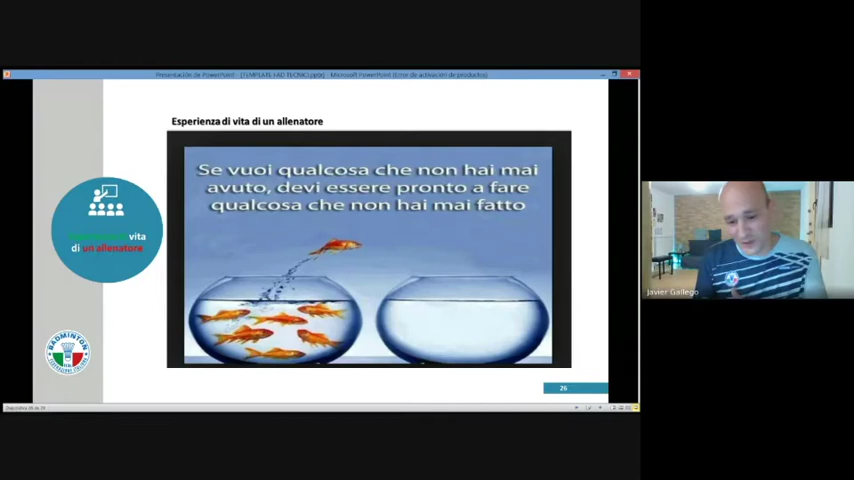 Presentación de PowerPoint - [TEMPLATE FAD TECNICI.pptx] - Microsoft PowerPoint (Error de activación de productos)
Esperienza di vita di un allenatore
Se vuoi qualcosa che non hai mai
avuto, devi essere pronto a fare
qualcosa che non hai mai fatto
vita
di un allenatore
BADMINTON
26
Javier Gallego